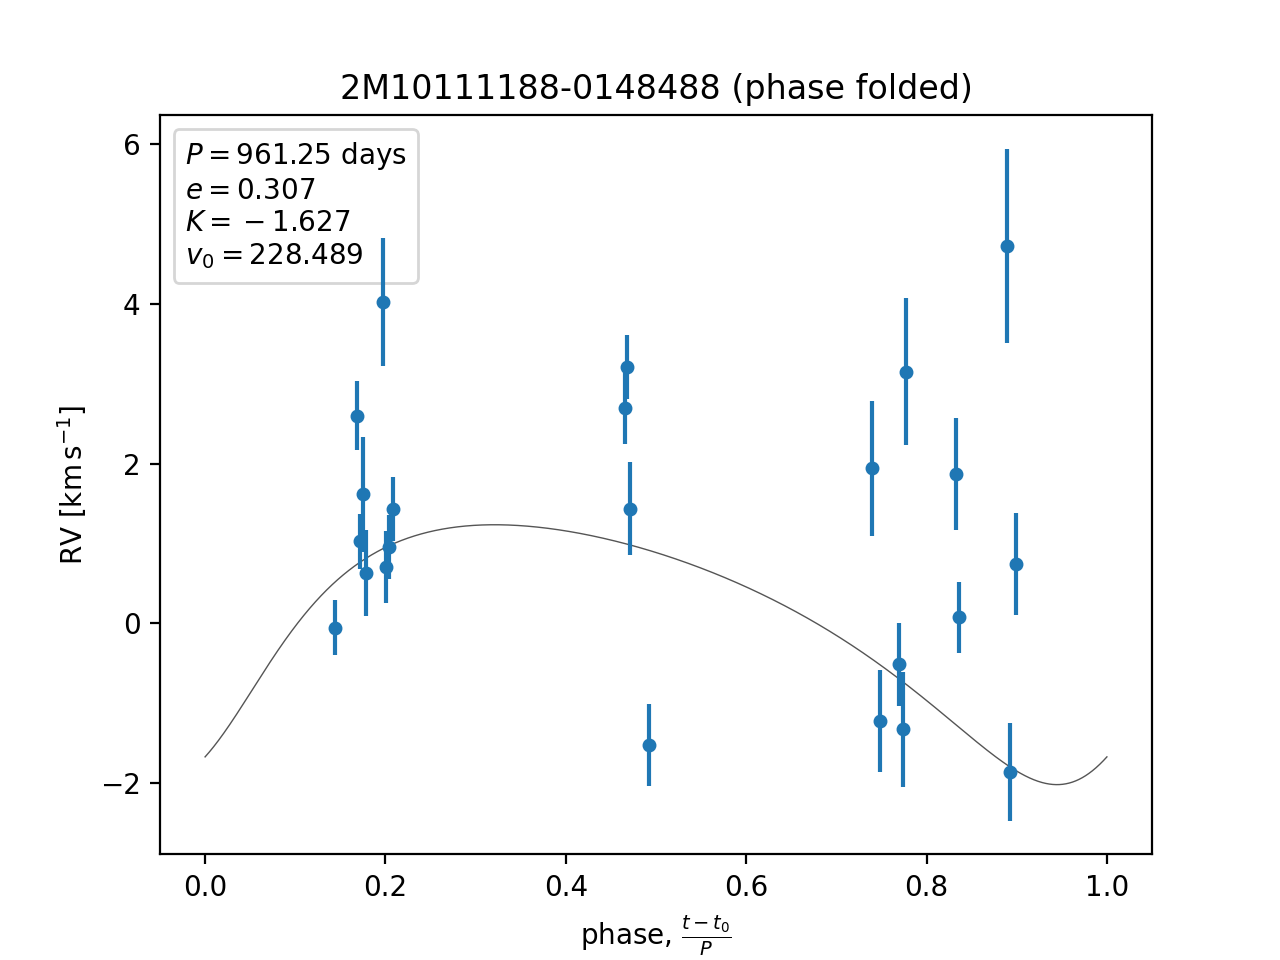 2M10111188-0148488 (phase folded)
P = 961.25 days
e = 0.307
K = −1.627
v₀ = 228.489
6
4
2
0
−2
RV [km s⁻¹]
0.0 0.2 0.4 0.6 0.8 1.0
phase, (t − t₀)/P